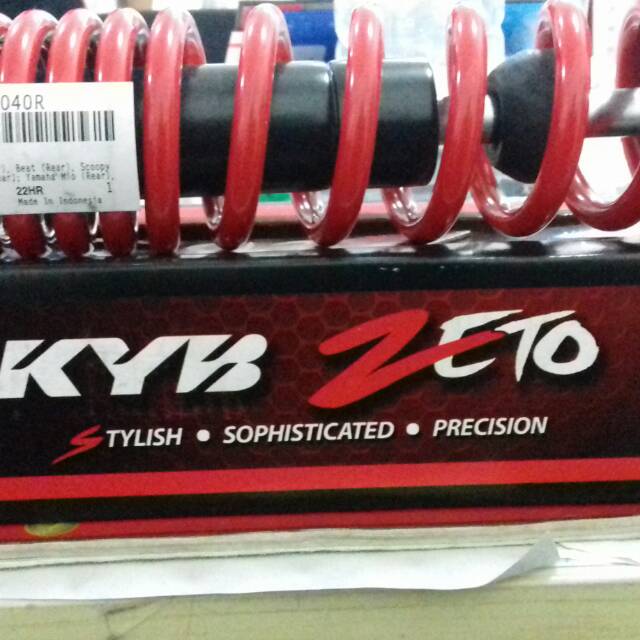 040R
Beat (Rear), Scoopy
Yamaha Mio (Rear),
22HR 1
Made In Indonesia
KYB ZETO
STYLISH • SOPHISTICATED • PRECISION